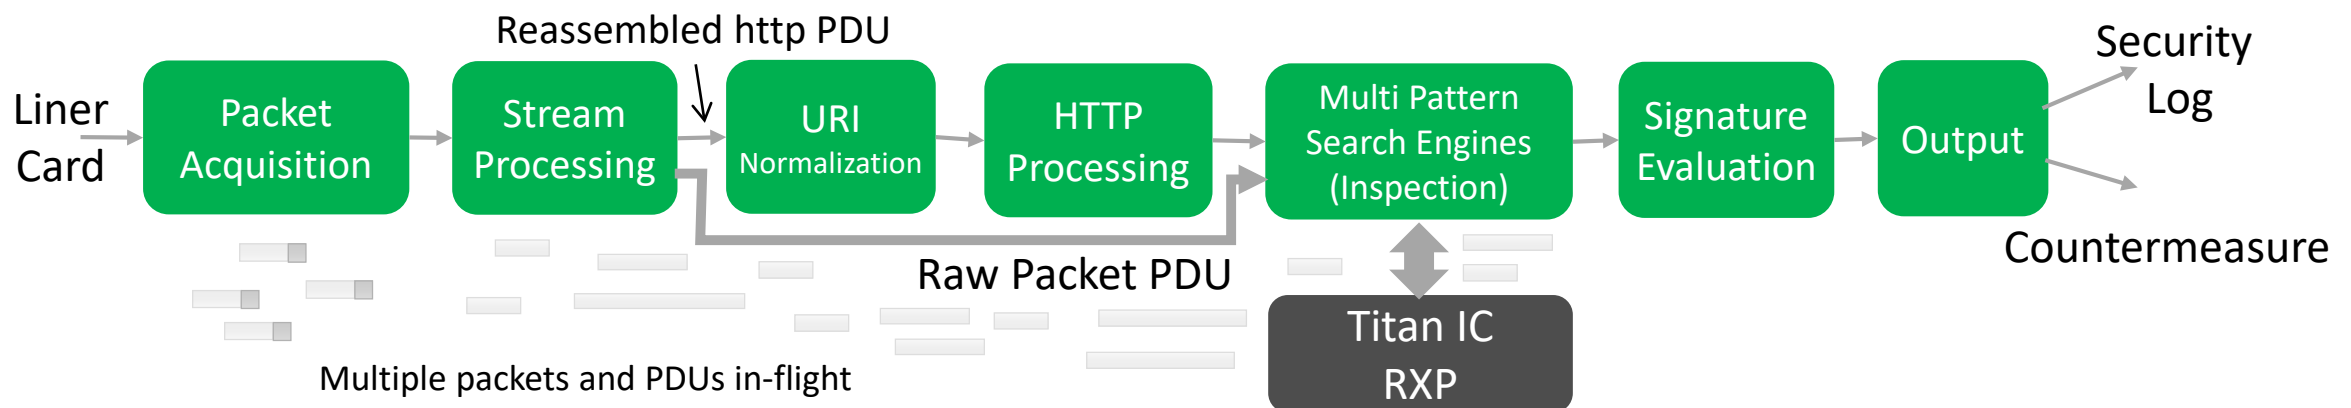 Reassembled http PDU
Liner
Card
Packet
Acquisition
Stream
Processing
URI
Normalization
HTTP
Processing
Multi Pattern
Search Engines
(Inspection)
Signature
Evaluation
Output
Security
Log
Countermeasure
Raw Packet PDU
Titan IC
RXP
Multiple packets and PDUs in-flight